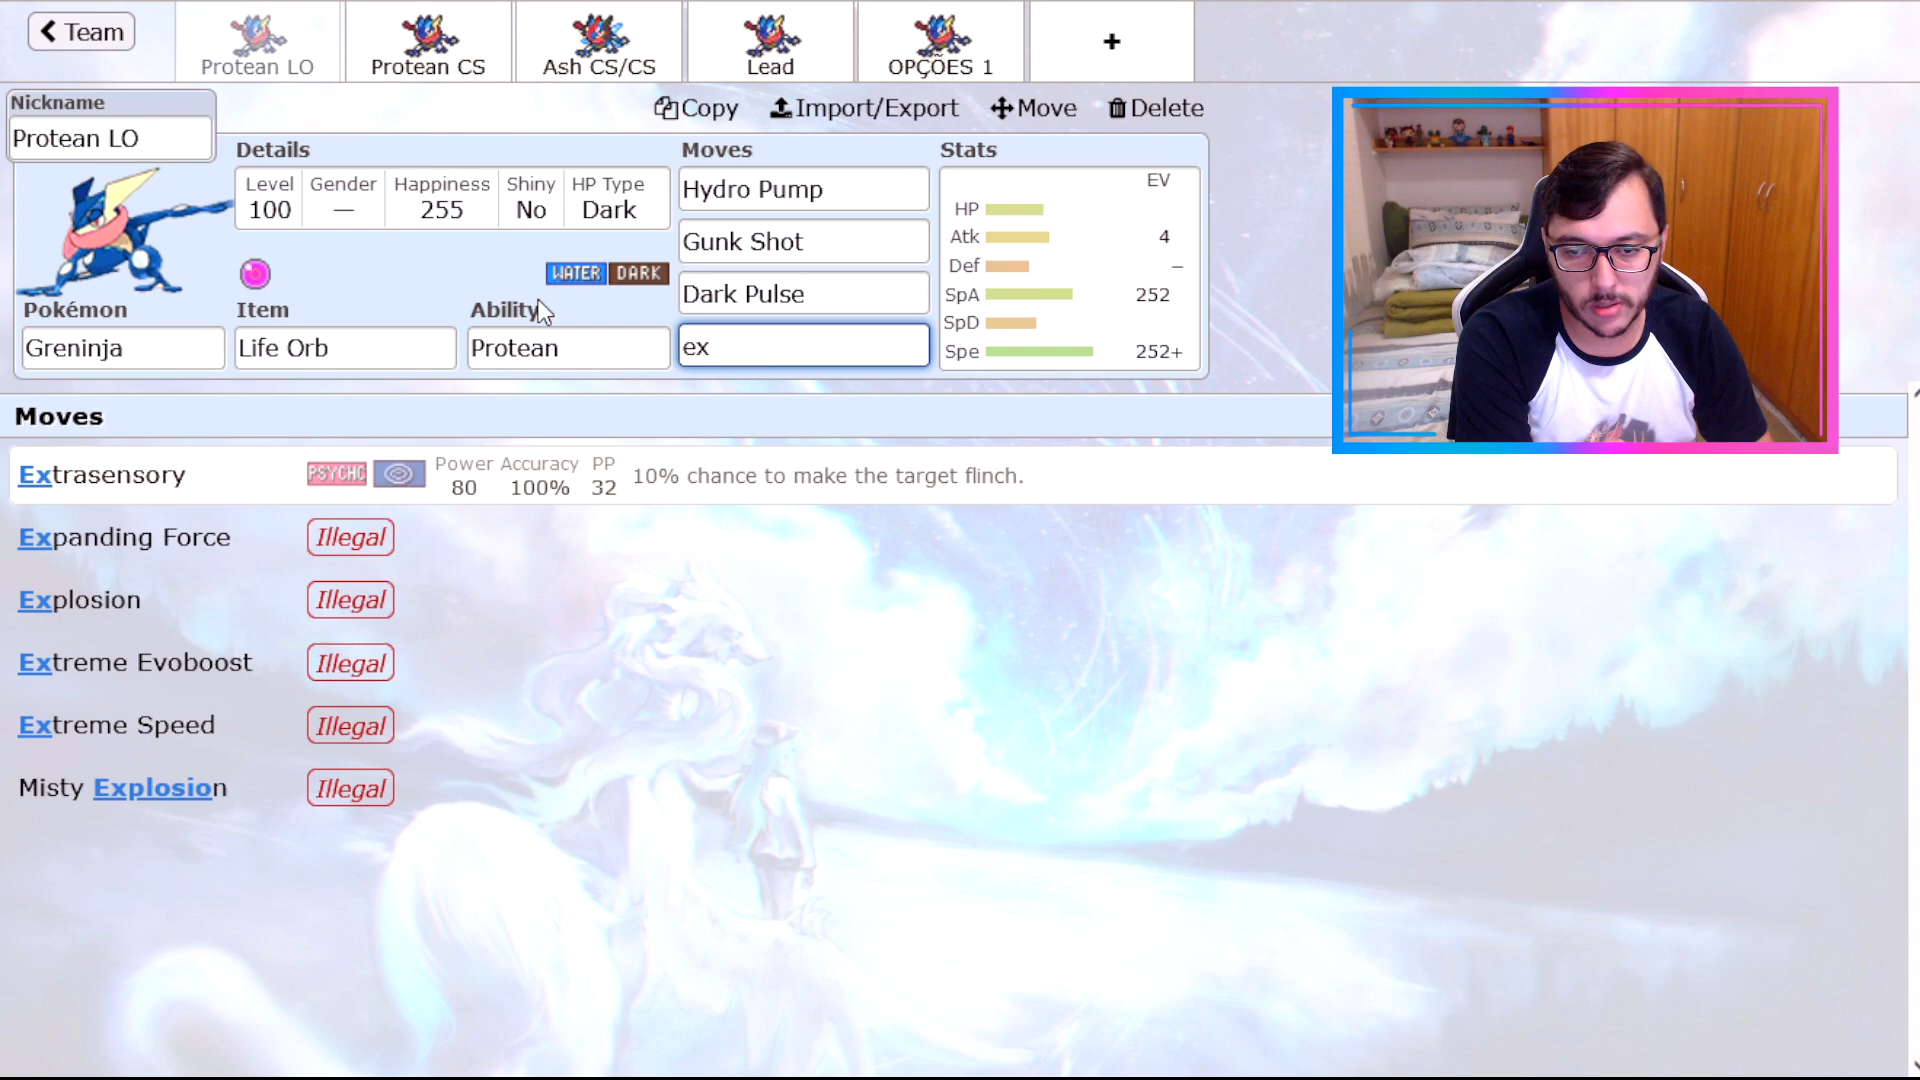 Team
Protean LO
Protean CS
Ash CS/CS
Lead
OPÇÕES 1
+
Nickname
Protean LO
Copy
Import/Export
Move
Delete
Details
Moves
Stats
Level
Gender
Happiness
Shiny
HP Type
100
—
255
No
Dark
WATER DARK
Pokémon
Item
Ability
Greninja
Life Orb
Protean
Hydro Pump
Gunk Shot
Dark Pulse
ex
EV
HP
Atk 4
Def –
SpA 252
SpD
Spe 252+
Moves
Extrasensory PSYCHC Power 80 Accuracy 100% PP 32 10% chance to make the target flinch.
Expanding Force Illegal
Explosion Illegal
Extreme Evoboost Illegal
Extreme Speed Illegal
Misty Explosion Illegal